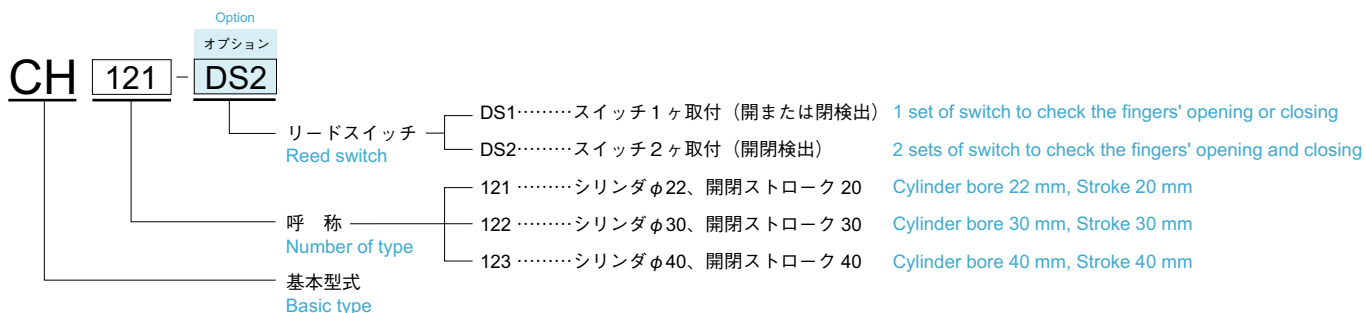 Option
オプション
CH 121 - DS2
リードスイッチ
Reed switch
DS1………スイッチ1ヶ取付（開または閉検出） 1 set of switch to check the fingers' opening or closing
DS2………スイッチ2ヶ取付（開閉検出） 2 sets of switch to check the fingers' opening and closing
呼　称
Number of type
121………シリンダφ22、開閉ストローク20 Cylinder bore 22 mm, Stroke 20 mm
122………シリンダφ30、開閉ストローク30 Cylinder bore 30 mm, Stroke 30 mm
123………シリンダφ40、開閉ストローク40 Cylinder bore 40 mm, Stroke 40 mm
基本型式
Basic type